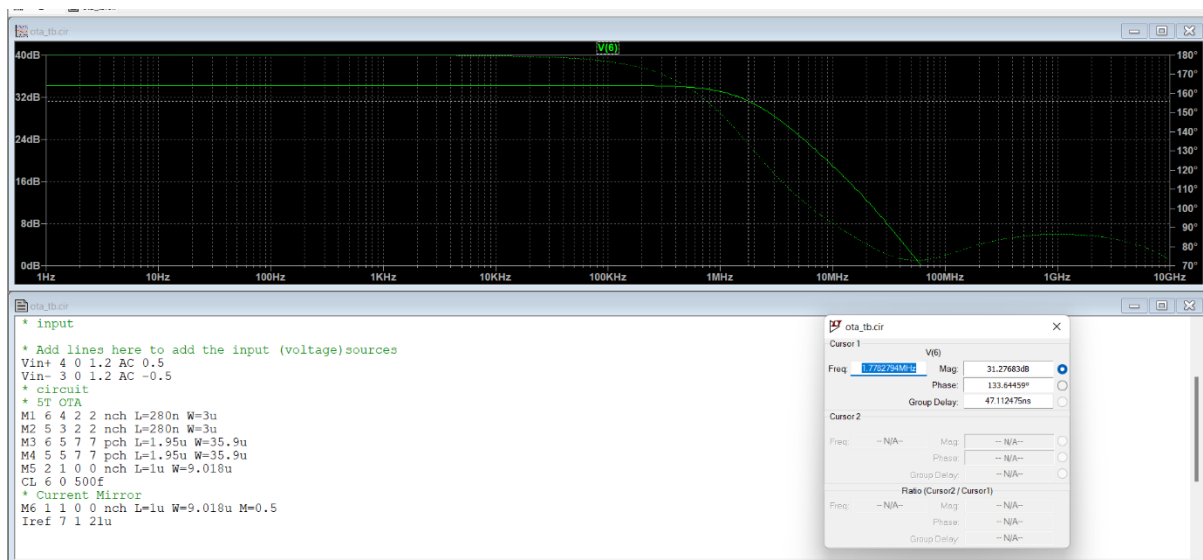 ota_tb.cir
V(6)
40dB 180°
170°
32dB 160°
150°
24dB 140°
130°
16dB 120°
110°
8dB 100°
90°
80°
0dB 70°
1Hz 10Hz 100Hz 1KHz 10KHz 100KHz 1MHz 10MHz 100MHz 1GHz 10GHz
ota_tb.cir
* input
* Add lines here to add the input (voltage)sources
Vin+ 4 0 1.2 AC 0.5
Vin- 3 0 1.2 AC -0.5
* circuit
* 5T OTA
M1 6 4 2 2 nch L=280n W=3u
M2 5 3 2 2 nch L=280n W=3u
M3 6 5 7 7 pch L=1.95u W=35.9u
M4 5 5 7 7 pch L=1.95u W=35.9u
M5 2 1 0 0 nch L=1u W=9.018u
CL 6 0 500f
* Current Mirror
M6 1 1 0 0 nch L=1u W=9.018u M=0.5
Iref 7 1 21u
ota_tb.cir
Cursor 1
V(6)
Freq: 1.7782794MHz Mag: 31.27683dB
Phase: 133.64459°
Group Delay: 47.112475ns
Cursor 2
Freq: -- N/A-- Mag: -- N/A--
Phase: -- N/A--
Group Delay: -- N/A--
Ratio (Cursor2 / Cursor1)
Freq: -- N/A-- Mag: -- N/A--
Phase: -- N/A--
Group Delay: -- N/A--